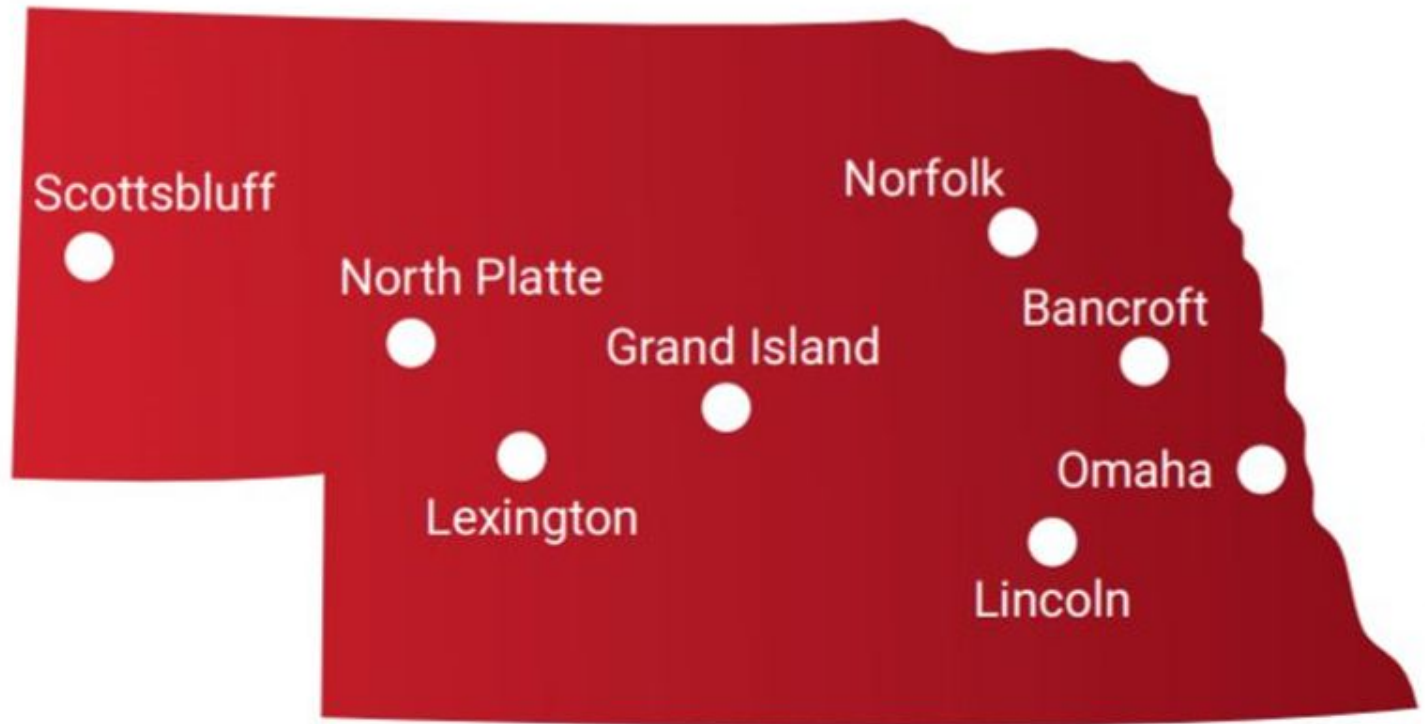 Norfolk
Scottsbluff
North Platte
Bancroft
Grand Island
Omaha
Lexington
Lincoln